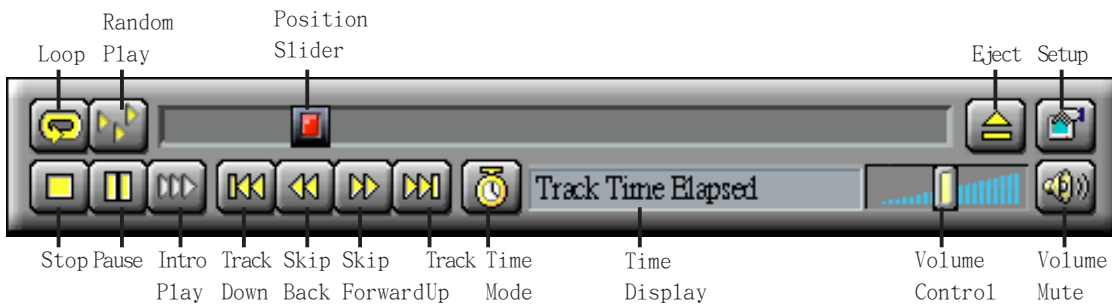 Random Position
Loop Play Slider Eject Setup
Track Time Elapsed
Stop Pause Intro Track Skip Skip Track Time Time Volume Volume
Play Down Back Forward Up Mode Display Control Mute